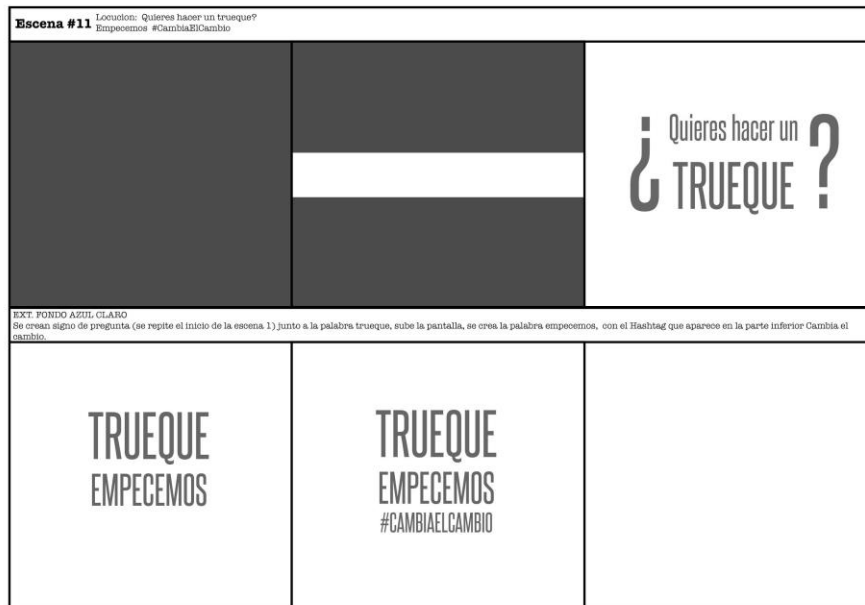 Escena #11
Locucion: Quieres hacer un trueque?
Empecemos #CambiaElCambio
¿ Quieres hacer un
TRUEQUE ?
EXT. FONDO AZUL CLARO
Se crean signo de pregunta (se repite el inicio de la escena 1) junto a la palabra trueque, sube la pantalla, se crea la palabra empecemos, con el Hashtag que aparece en la parte inferior Cambia el
cambio.
TRUEQUE
EMPECEMOS
TRUEQUE
EMPECEMOS
#CAMBIAELCAMBIO